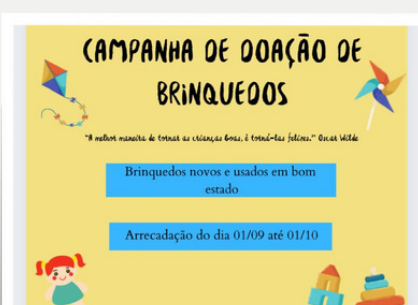 CAMPANHA DE DOAÇÃO DE
BRINQUEDOS
"A melhor maneira de tornar as crianças boas, é torná-las felizes." Oscar Wilde
Brinquedos novos e usados em bom
estado
Arrecadação do dia 01/09 até 01/10